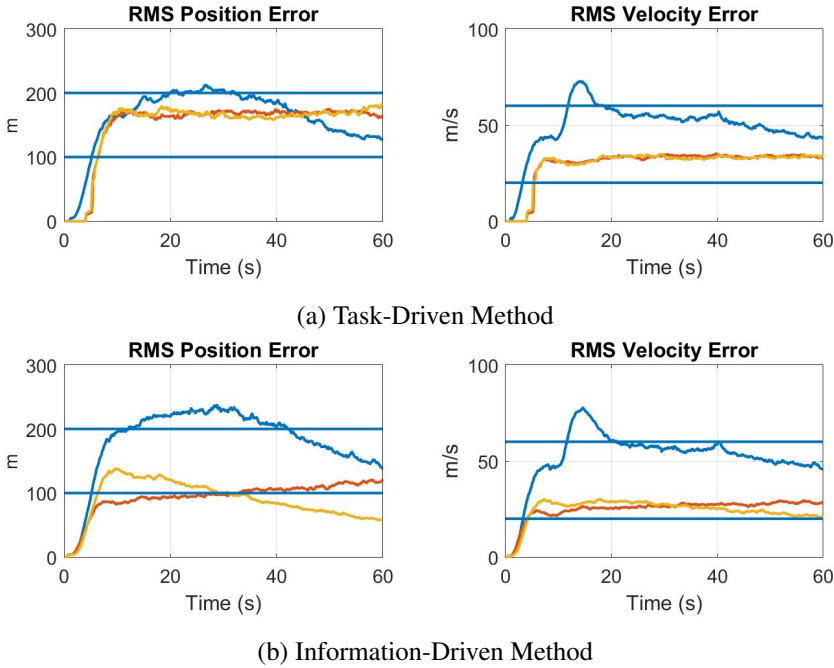 RMS Position Error
300
200
100
0
m
0 20 40 60
Time (s)
RMS Velocity Error
100
50
0
m/s
0 20 40 60
Time (s)
(a) Task-Driven Method
RMS Position Error
300
200
100
0
m
0 20 40 60
Time (s)
RMS Velocity Error
100
50
0
m/s
0 20 40 60
Time (s)
(b) Information-Driven Method